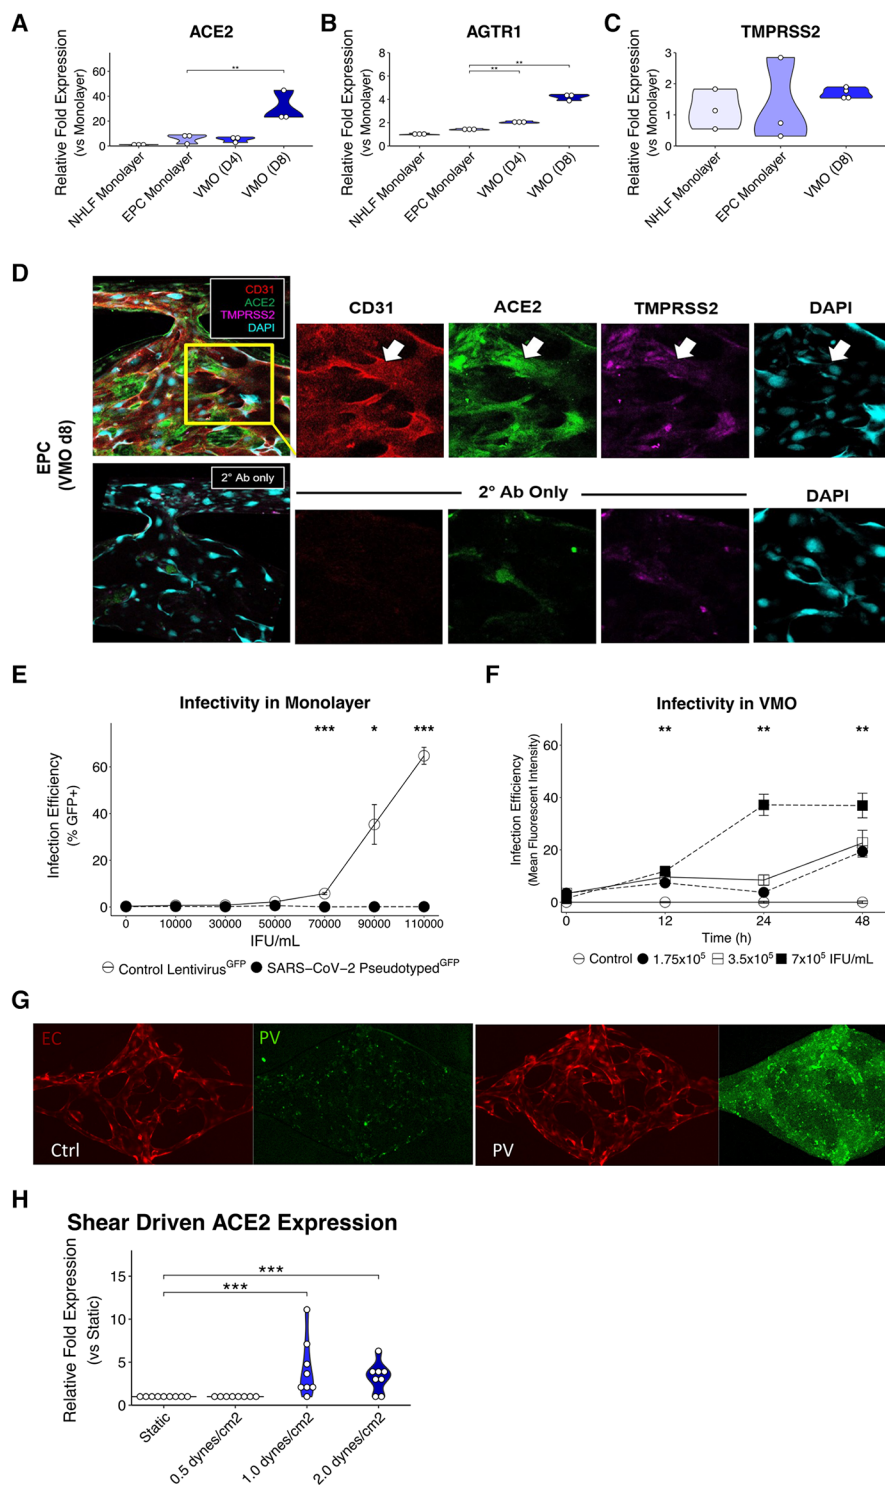 A
ACE2
Relative Fold Expression
(vs Monolayer)
60
40
20
0
**
NHLF Monolayer
EPC Monolayer
VMO (D4)
VMO (D8)
B
AGTR1
Relative Fold Expression
(vs Monolayer)
8
6
4
2
0
**
**
NHLF Monolayer
EPC Monolayer
VMO (D4)
VMO (D8)
C
TMPRSS2
Relative Fold Expression
(vs Monolayer)
3
2
1
0
NHLF Monolayer
EPC Monolayer
VMO (D8)
D
EPC
(VMO d8)
CD31
ACE2
TMPRSS2
DAPI
CD31
ACE2
TMPRSS2
DAPI
2° Ab only
2° Ab Only
DAPI
E
Infectivity in Monolayer
Infection Efficiency
(% GFP+)
60
40
20
0
***
*
***
0
10000
30000
50000
70000
90000
110000
IFU/mL
Control Lentivirus^GFP
SARS−CoV−2 Pseudotyped^GFP
F
Infectivity in VMO
Infection Efficiency
(Mean Fluorescent Intensity)
60
40
20
0
**
**
**
0
12
24
48
Time (h)
Control
1.75x10^5
3.5x10^5
7x10^5 IFU/mL
G
EC
PV
Ctrl
PV
H
Shear Driven ACE2 Expression
Relative Fold Expression
(vs Static)
15
10
5
0
***
***
Static
0.5 dynes/cm2
1.0 dynes/cm2
2.0 dynes/cm2